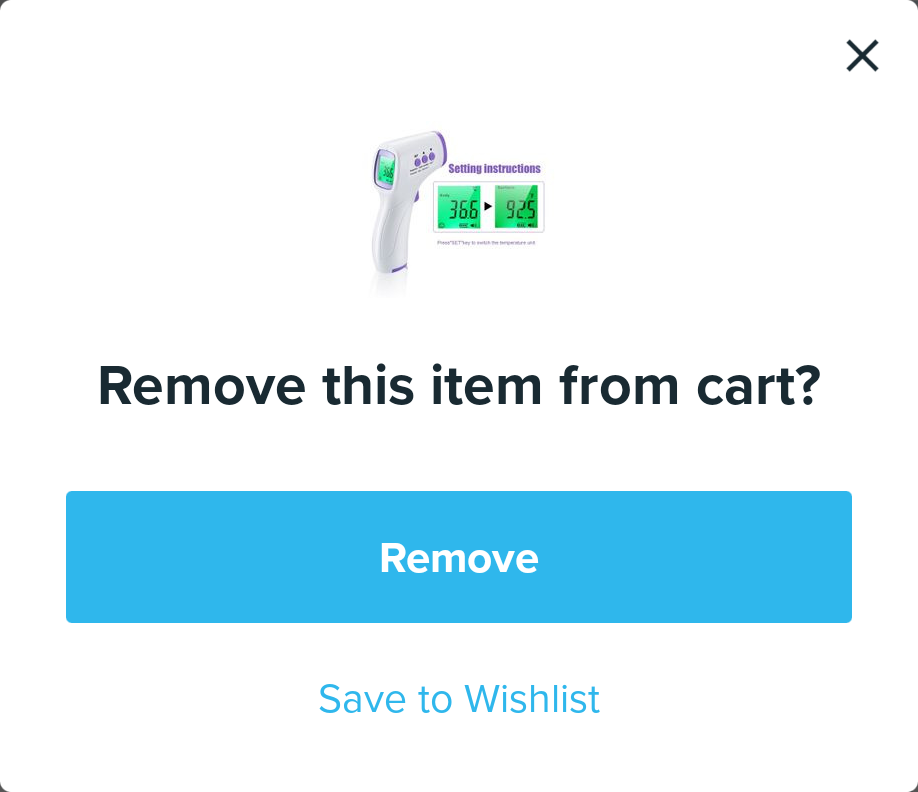 Setting instructions
36.6
92.5
Press"SET"key to switch the temperature unit
Remove this item from cart?
Remove
Save to Wishlist